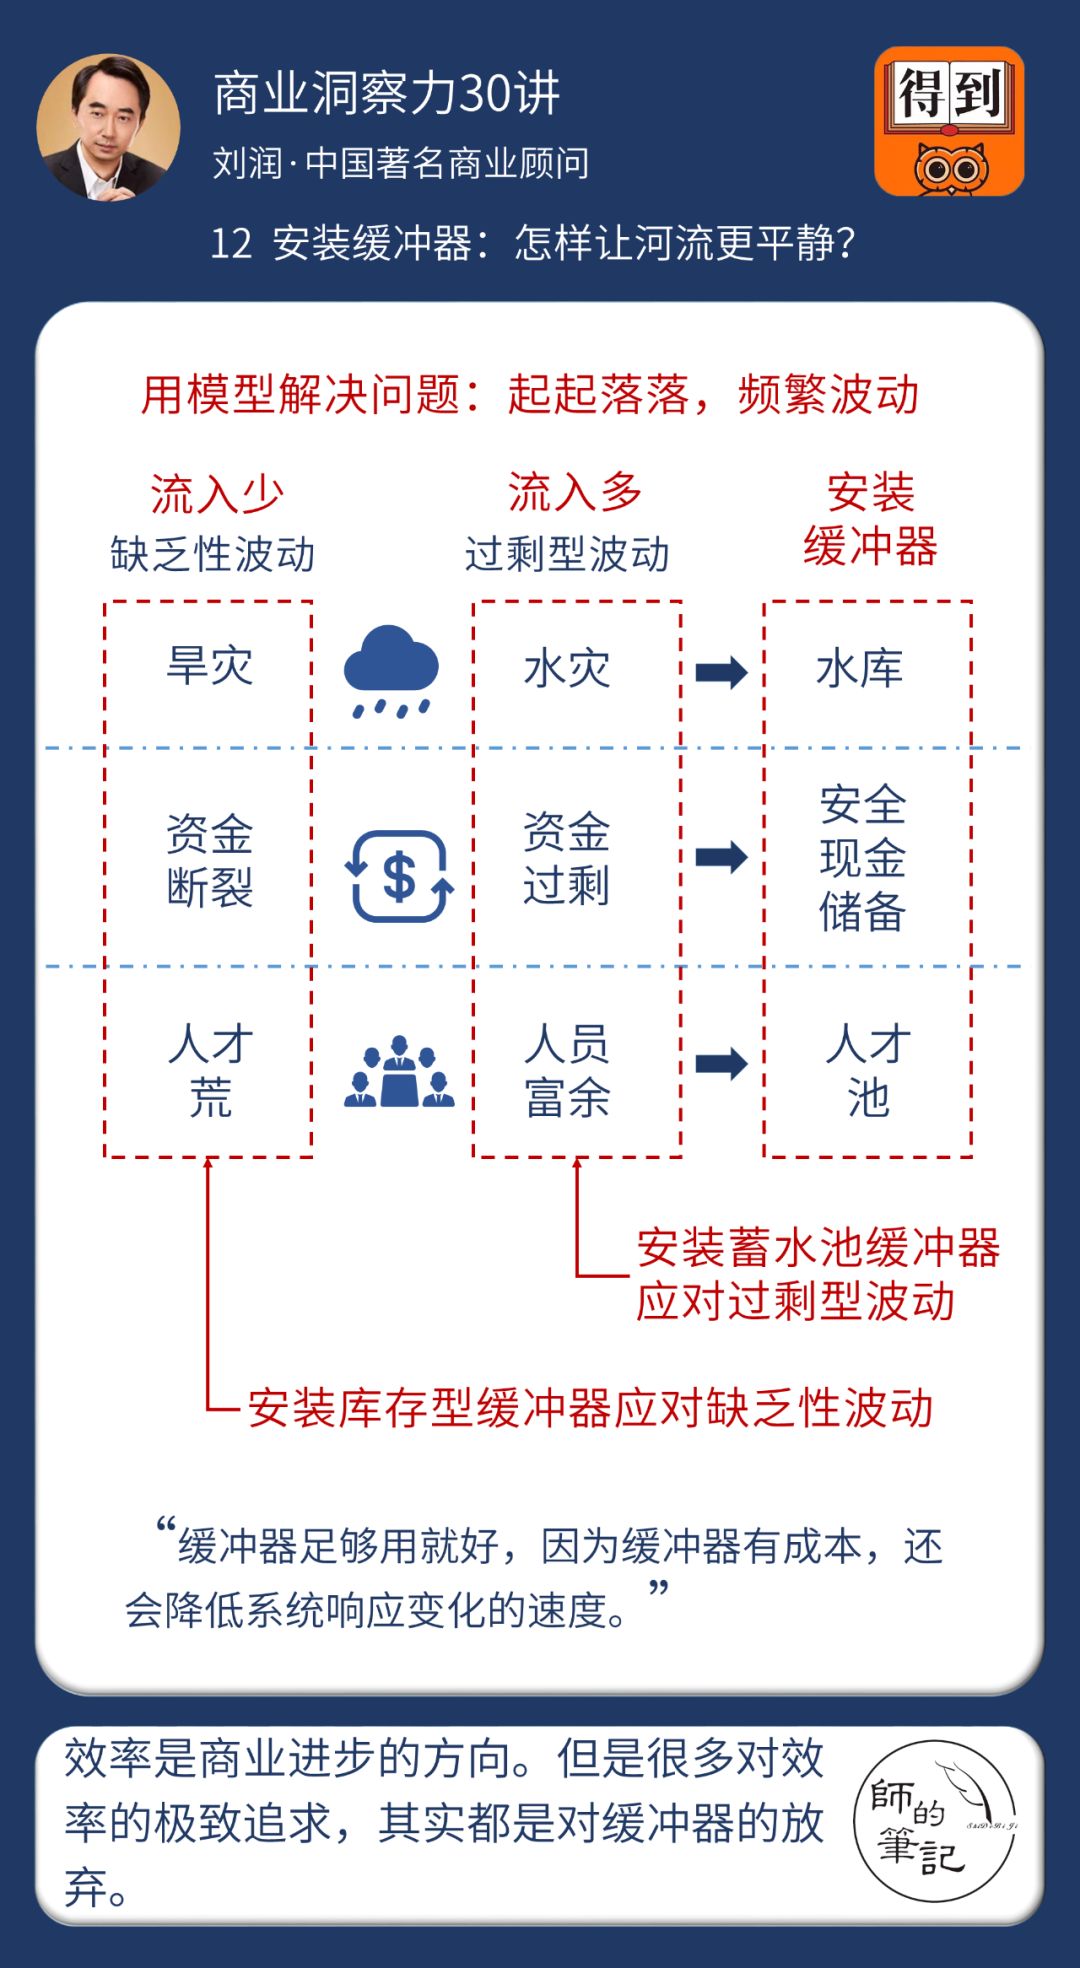 商业洞察力30讲
得到
刘润·中国著名商业顾问
12 安装缓冲器：怎样让河流更平静？
用模型解决问题：起起落落，频繁波动
流入少
缺乏性波动
流入多
过剩型波动
安装
缓冲器
旱灾
水灾
水库
资金
断裂
$
资金
过剩
安全
现金
储备
人才
荒
人员
富余
人才
池
安装蓄水池缓冲器
应对过剩型波动
安装库存型缓冲器应对缺乏性波动
“缓冲器足够用就好，因为缓冲器有成本，还
会降低系统响应变化的速度。”
效率是商业进步的方向。但是很多对效
率的极致追求，其实都是对缓冲器的放
弃。
師的
筆記
ShiDeBiJi